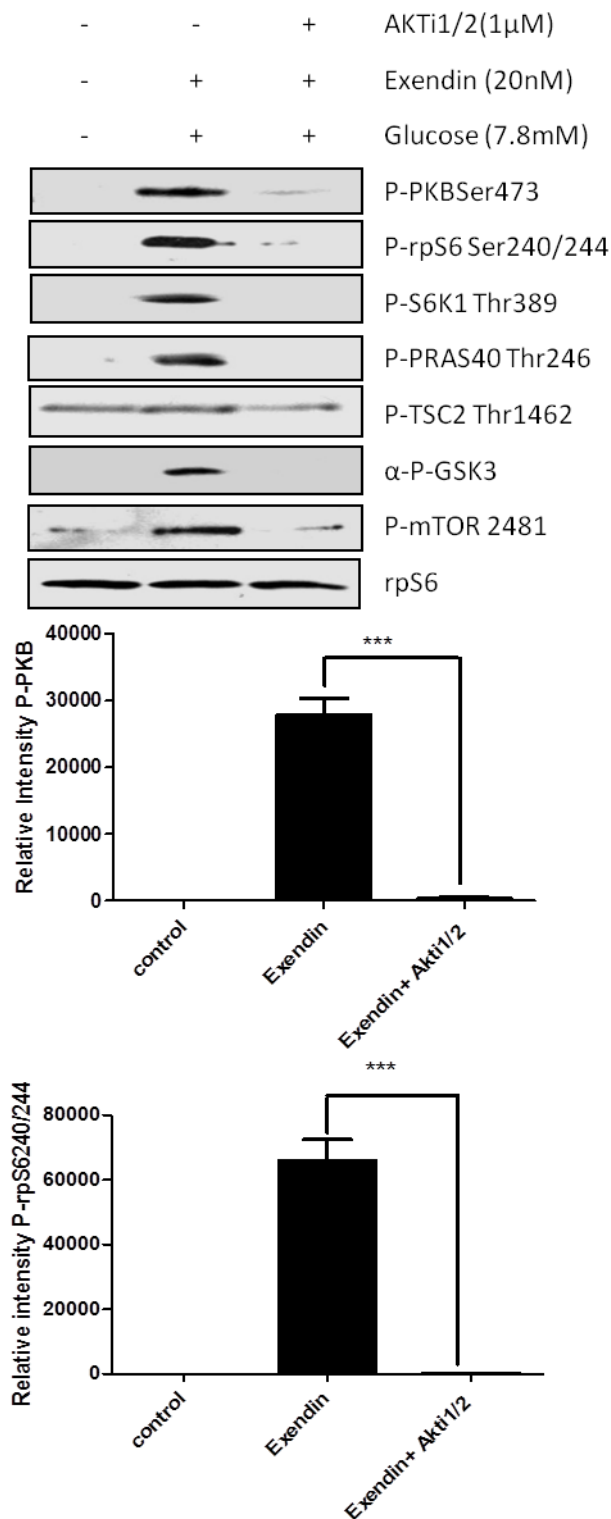 - - + AKTi1/2(1µM)
- + + Exendin (20nM)
- + + Glucose (7.8mM)
P-PKBSer473
P-rpS6 Ser240/244
P-S6K1 Thr389
P-PRAS40 Thr246
P-TSC2 Thr1462
α-P-GSK3
P-mTOR 2481
rpS6
Relative Intensity P-PKB
40000
30000
20000
10000
0
***
control
Exendin
Exendin+ Akti1/2
Relative intensity P-rpS6240/244
80000
60000
40000
20000
0
***
control
Exendin
Exendin+ Akti1/2